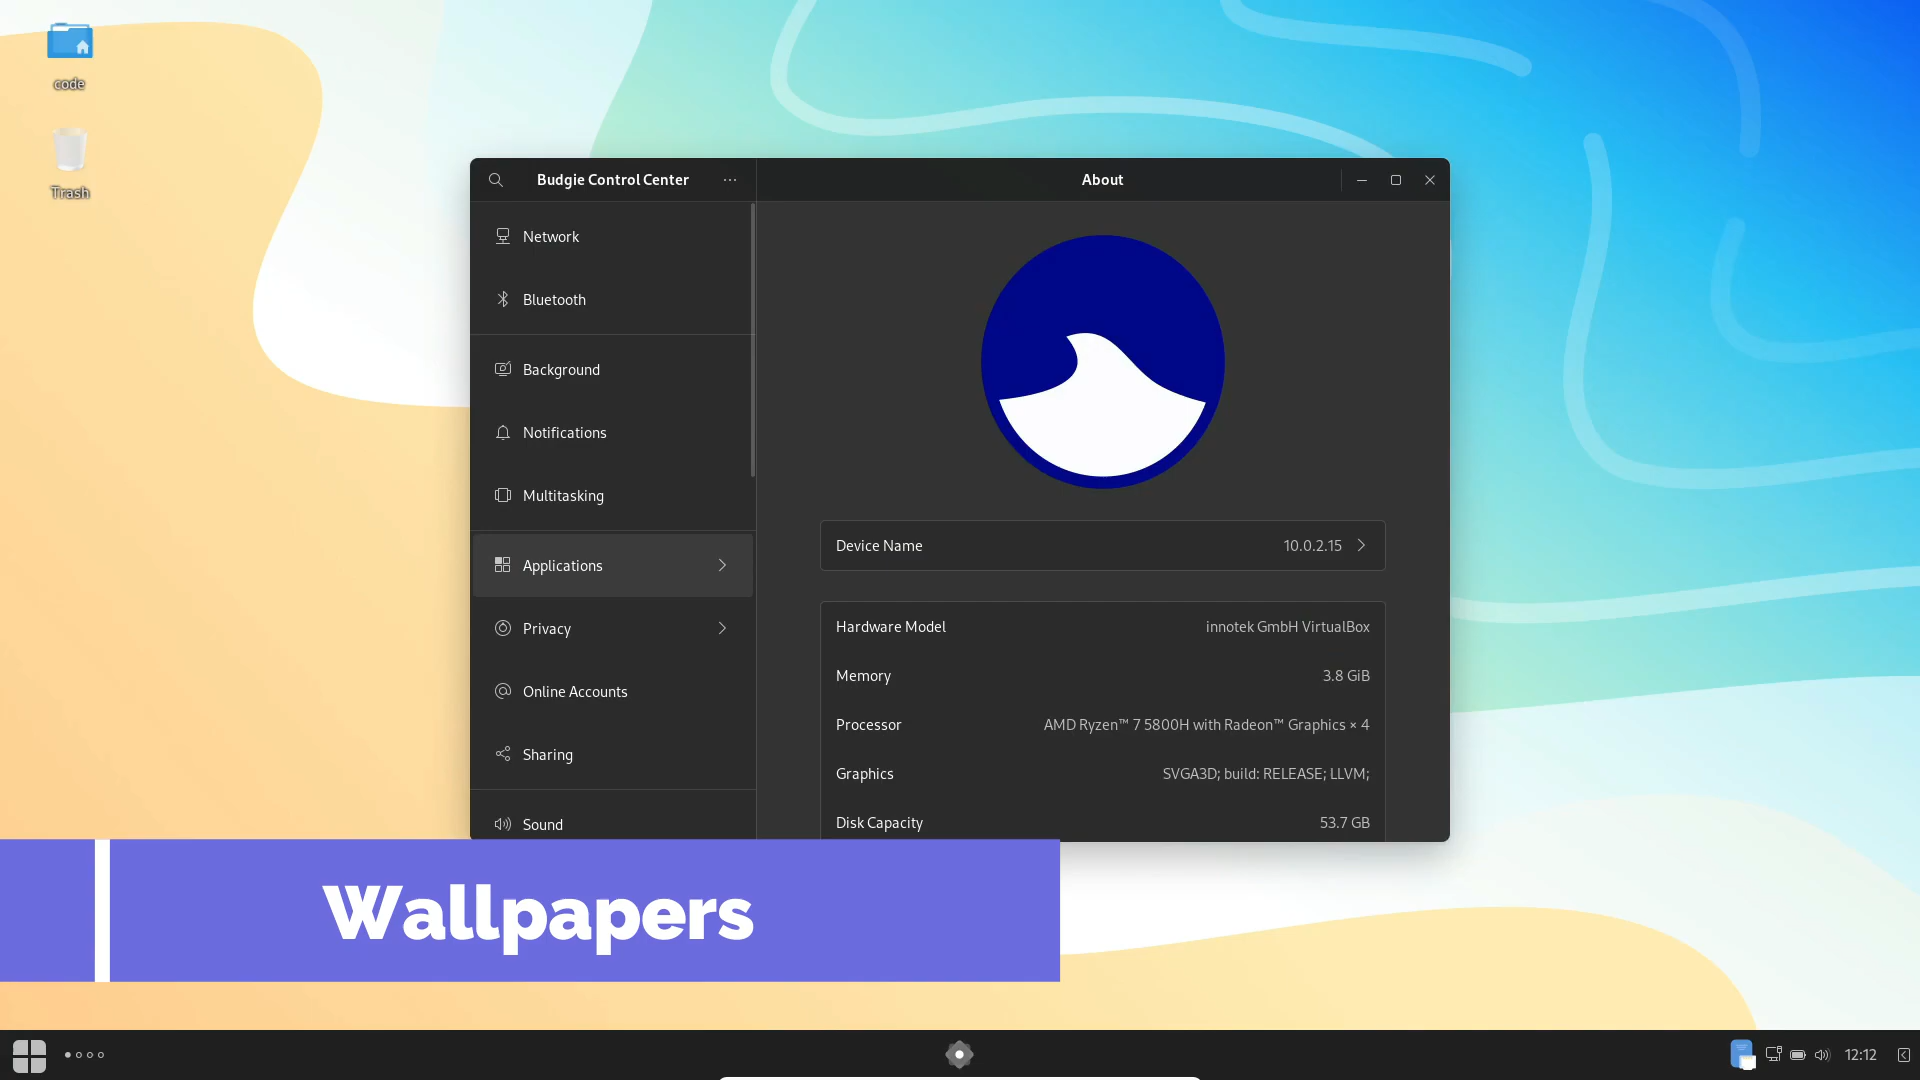 code
Trash
Budgie Control Center
About
Network
Bluetooth
Background
Notifications
Multitasking
Applications
Privacy
Online Accounts
Sharing
Sound
Device Name 10.0.2.15
Hardware Model innotek GmbH VirtualBox
Memory 3.8 GiB
Processor AMD Ryzen™ 7 5800H with Radeon™ Graphics × 4
Graphics SVGA3D; build: RELEASE; LLVM;
Disk Capacity 53.7 GB
Wallpapers
12:12